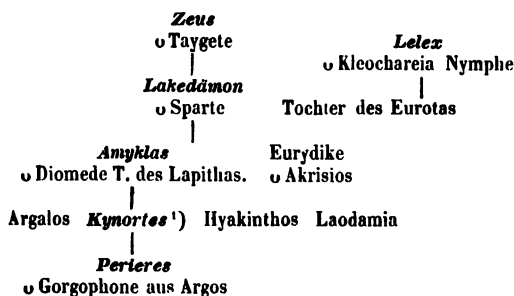 Zeus
∪ Taygete Lelex
∪ Kleochareia Nymphe
Lakedämon
∪ Sparte Tochter des Eurotas
Amyklas Eurydike
∪ Diomede T. des Lapithas. ∪ Akrisios
Argalos Kynortes¹) Hyakinthos Laodamia
Perieres
∪ Gorgophone aus Argos